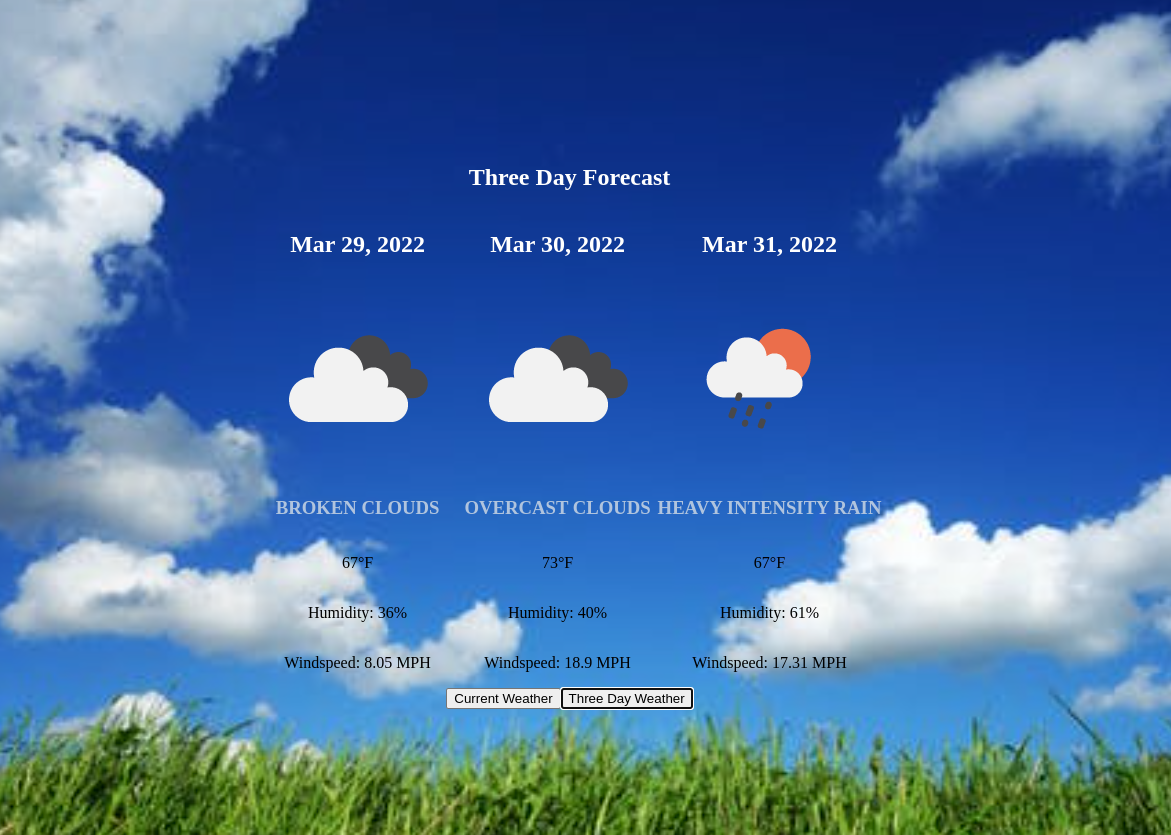 Three Day Forecast
Mar 29, 2022 Mar 30, 2022 Mar 31, 2022
BROKEN CLOUDS OVERCAST CLOUDS HEAVY INTENSITY RAIN
67°F 73°F 67°F
Humidity: 36% Humidity: 40% Humidity: 61%
Windspeed: 8.05 MPH Windspeed: 18.9 MPH Windspeed: 17.31 MPH
Current Weather Three Day Weather